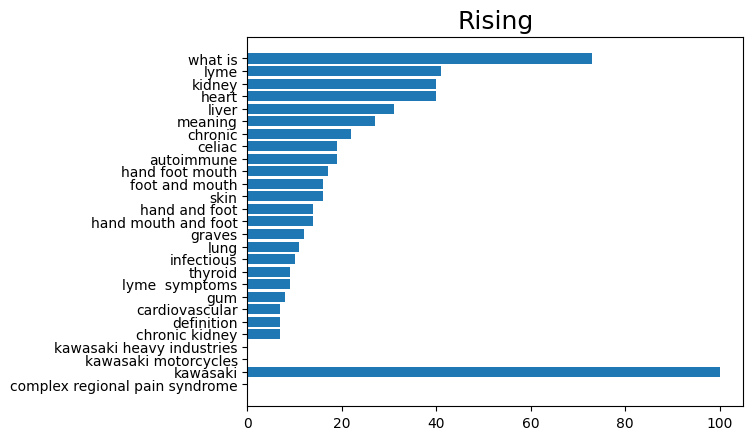 Rising
what is
lyme
kidney
heart
liver
meaning
chronic
celiac
autoimmune
hand foot mouth
foot and mouth
skin
hand and foot
hand mouth and foot
graves
lung
infectious
thyroid
lyme  symptoms
gum
cardiovascular
definition
chronic kidney
kawasaki heavy industries
kawasaki motorcycles
kawasaki
complex regional pain syndrome
0 20 40 60 80 100